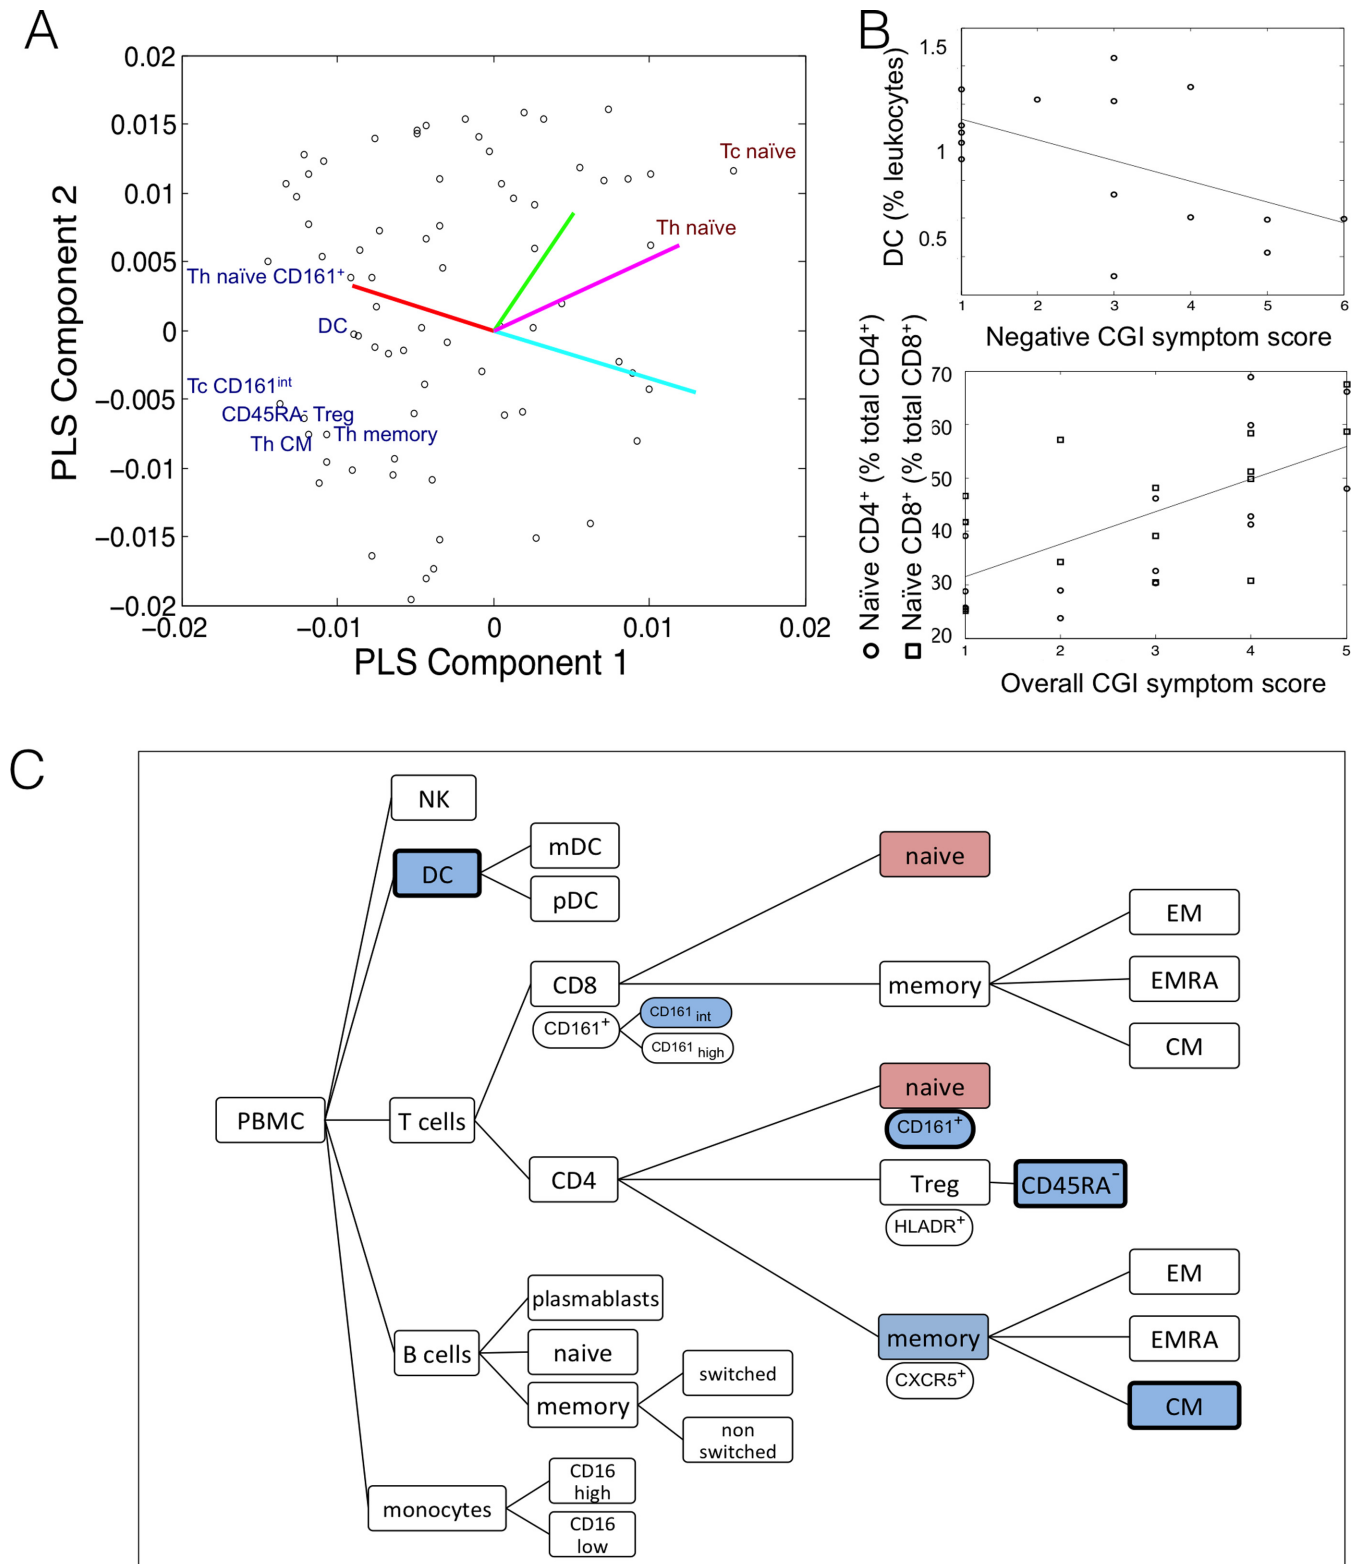 A
0.02
0.015
0.01
0.005
0
−0.005
−0.01
−0.015
−0.02
−0.02
−0.01
0
0.01
0.02
PLS Component 1
PLS Component 2
Tc naïve
Th naïve
Th naïve CD161+
DC
Tc CD161int
CD45RA- Treg
Th CM
Th memory
B
DC (% leukocytes)
1.5
1
0.5
1
2
3
4
5
6
Negative CGI symptom score
Naïve CD4+ (% total CD4+)
Naïve CD8+ (% total CD8+)
70
60
50
40
30
20
1
2
3
4
5
Overall CGI symptom score
C
NK
DC
mDC
pDC
naive
EM
CD8
memory
EMRA
CD161+
CD161 int
CD161 high
CM
naive
PBMC
T cells
CD161+
CD4
Treg
CD45RA-
HLADR+
EM
plasmablasts
memory
EMRA
B cells
naive
CXCR5+
switched
memory
CM
non
switched
CD16
high
monocytes
CD16
low